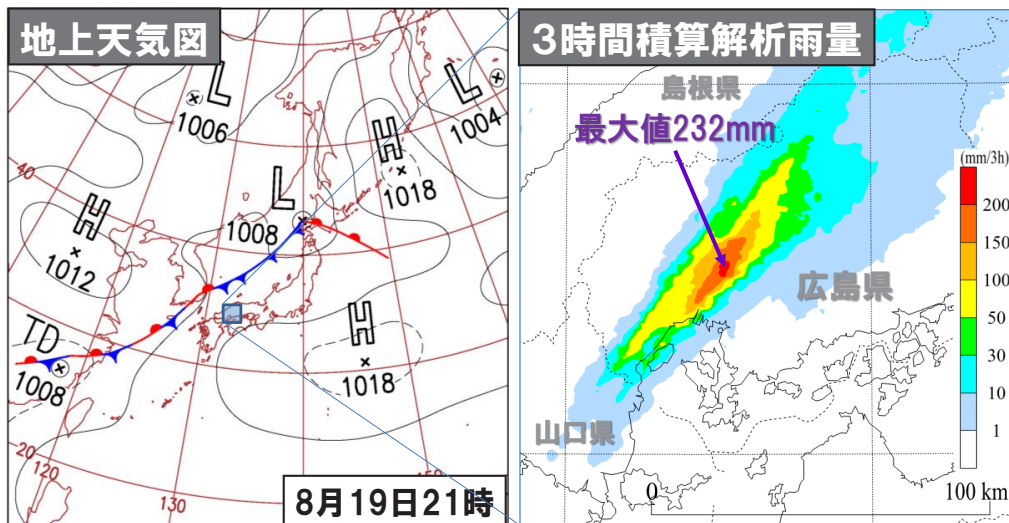 地上天気図
L
1006
L
1004
H
1018
L
1008
H
1012
H
1018
TD
1008
40
20
120
130
150
8月19日21時
3時間積算解析雨量
島根県
最大値232mm
広島県
山口県
(mm/3h)
200
150
100
50
30
10
1
0
100 km